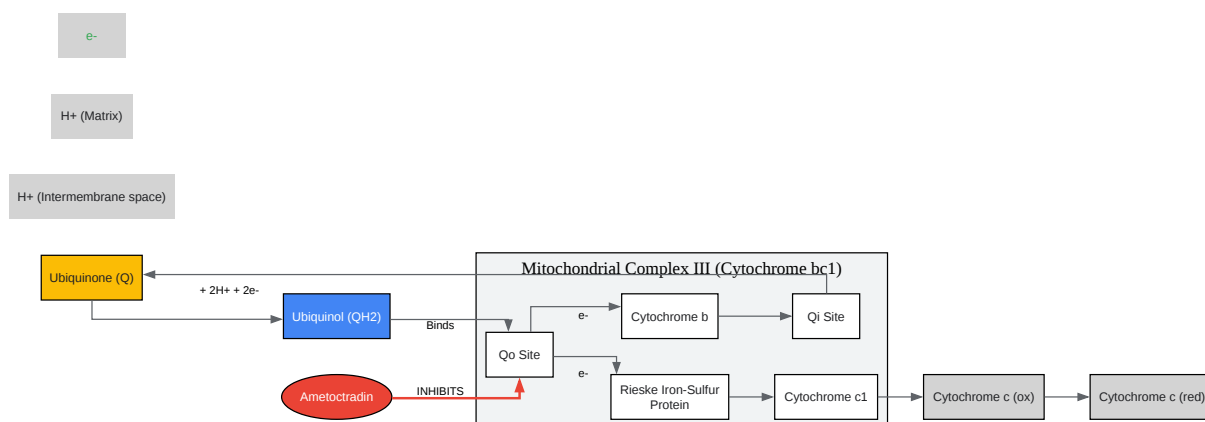 e-
H+ (Matrix)
H+ (Intermembrane space)
Mitochondrial Complex III (Cytochrome bc1)
Ubiquinone (Q)
+ 2H+ + 2e-
Ubiquinol (QH2)
Binds
e-
Cytochrome b
Qi Site
Qo Site
e-
Ametoctradin
INHIBITS
Rieske Iron-Sulfur
Protein
Cytochrome c1
Cytochrome c (ox)
Cytochrome c (red)